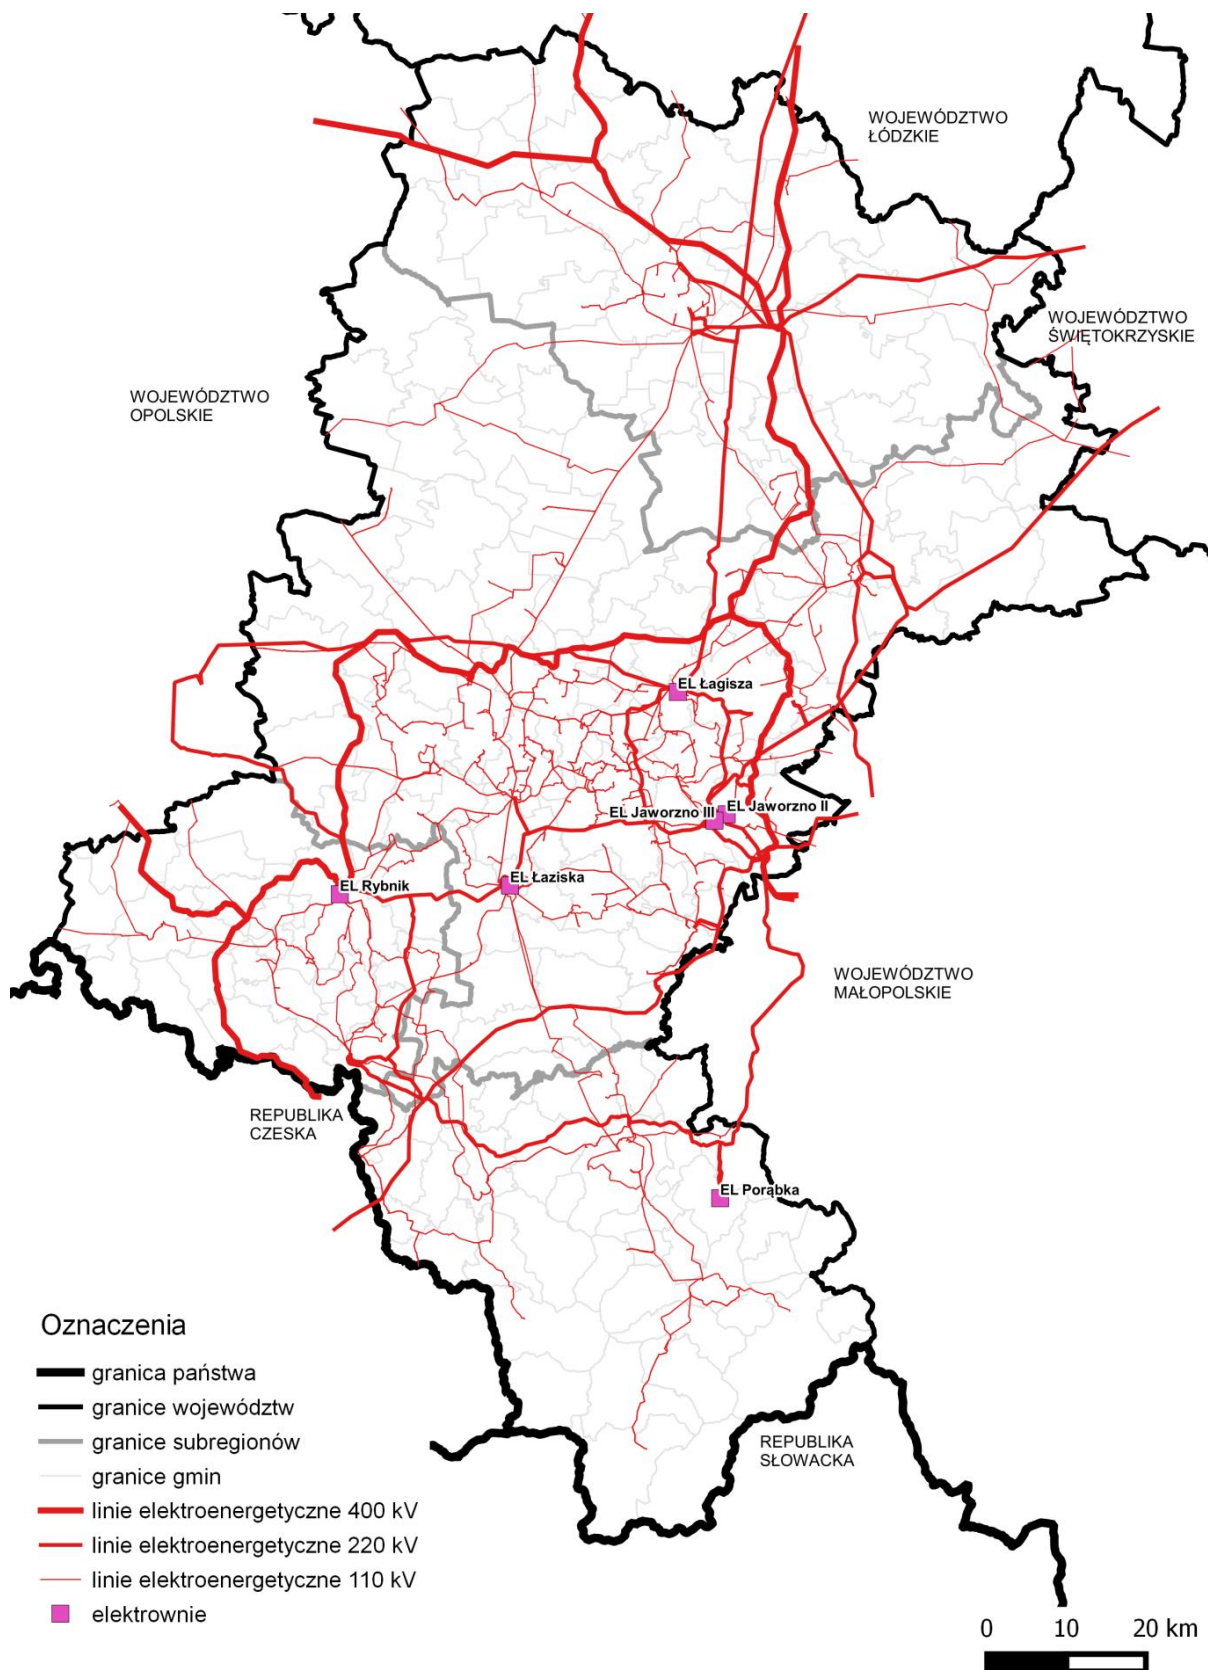 WOJEWÓDZTWO
ŁÓDZKIE
WOJEWÓDZTWO
ŚWIĘTOKRZYSKIE
WOJEWÓDZTWO
OPOLSKIE
EL Łagisza
EL Jaworzno III
EL Jaworzno II
EL Rybnik
EL Łaziska
WOJEWÓDZTWO
MAŁOPOLSKIE
REPUBLIKA
CZESKA
EL Porąbka
REPUBLIKA
SŁOWACKA
Oznaczenia
granica państwa
granice województw
granice subregionów
granice gmin
linie elektroenergetyczne 400 kV
linie elektroenergetyczne 220 kV
linie elektroenergetyczne 110 kV
elektrownie
0 10 20 km